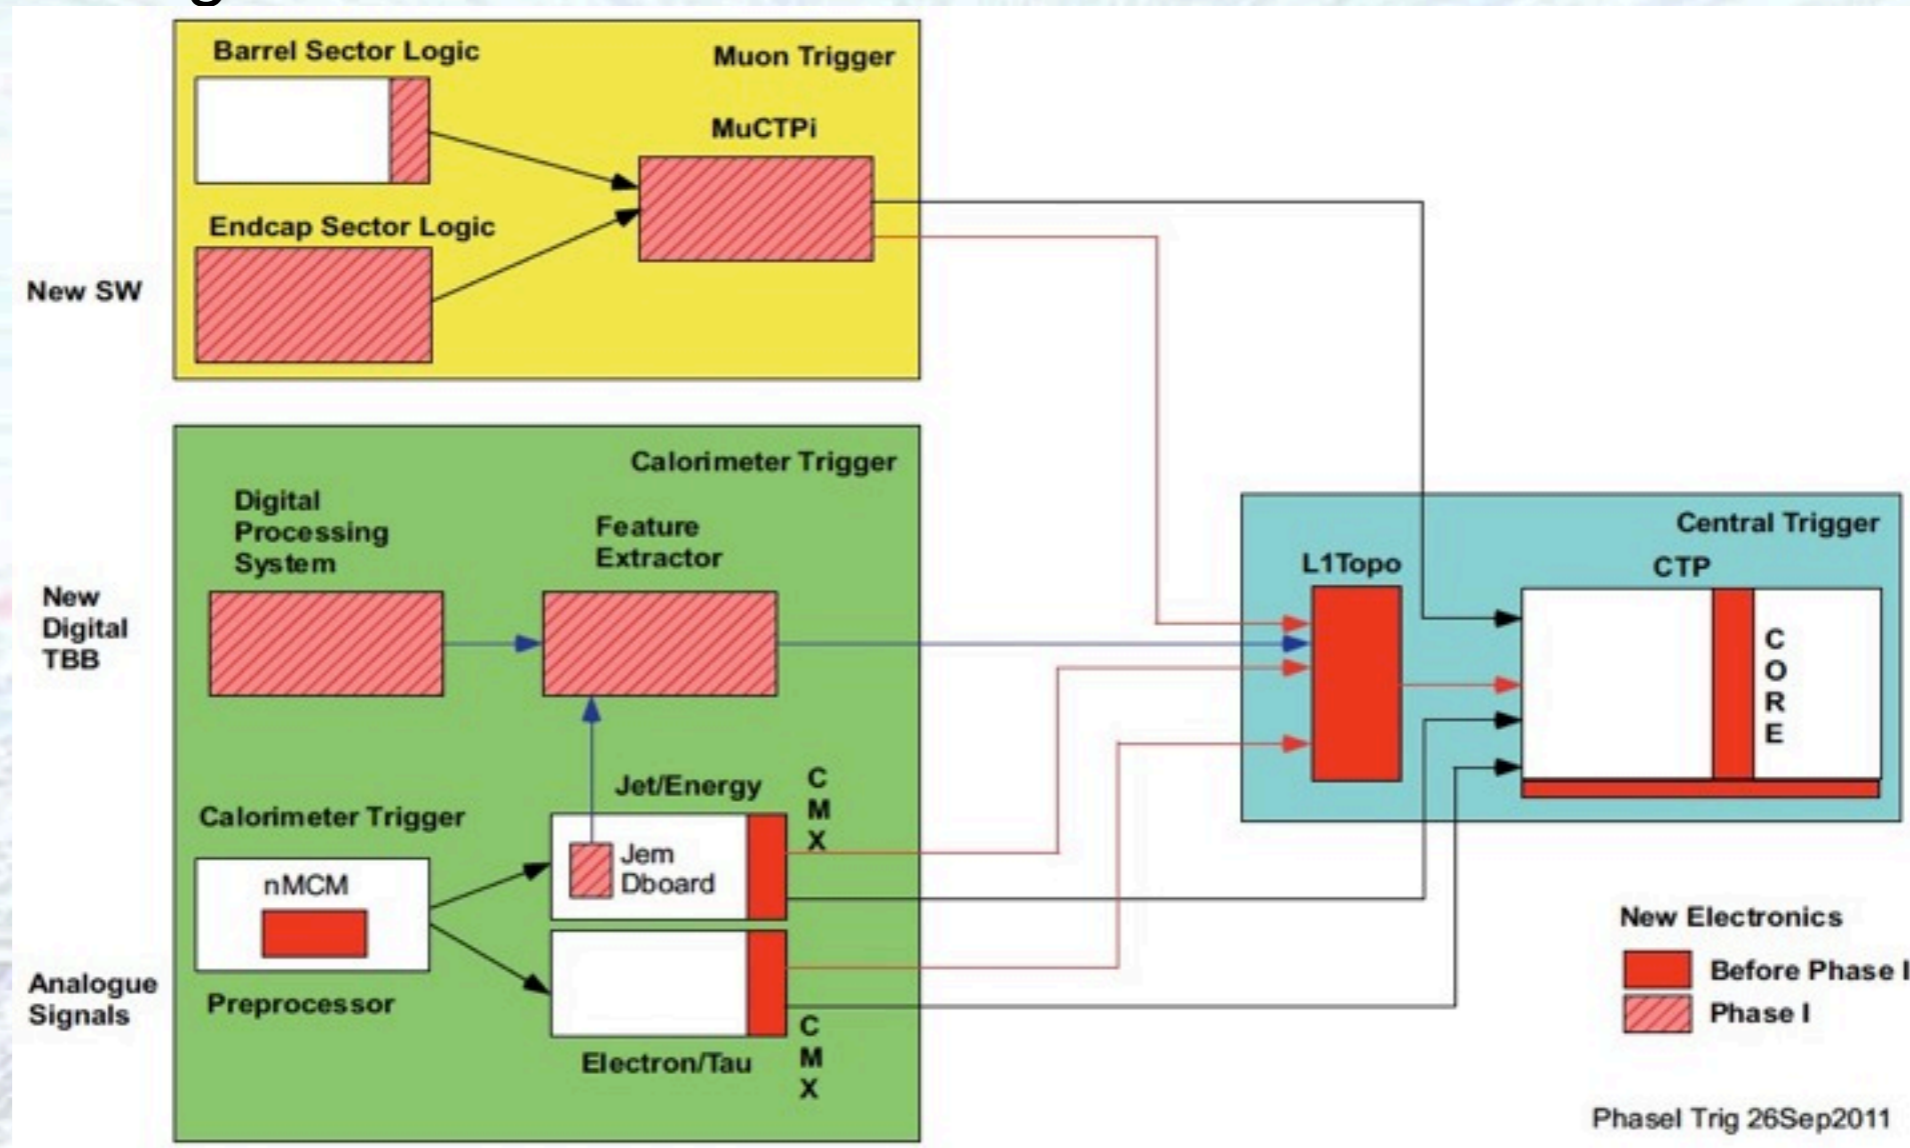 Barrel Sector Logic
Muon Trigger
MuCTPi
Endcap Sector Logic
New SW
Calorimeter Trigger
Digital
Processing
System
Feature
Extractor
New
Digital
TBB
Central Trigger
L1Topo
CTP
C
O
R
E
Jet/Energy
C
M
X
Calorimeter Trigger
Jem
Dboard
nMCM
Preprocessor
Analogue
Signals
Electron/Tau
C
M
X
New Electronics
Before Phase I
Phase I
PhaseI Trig 26Sep2011